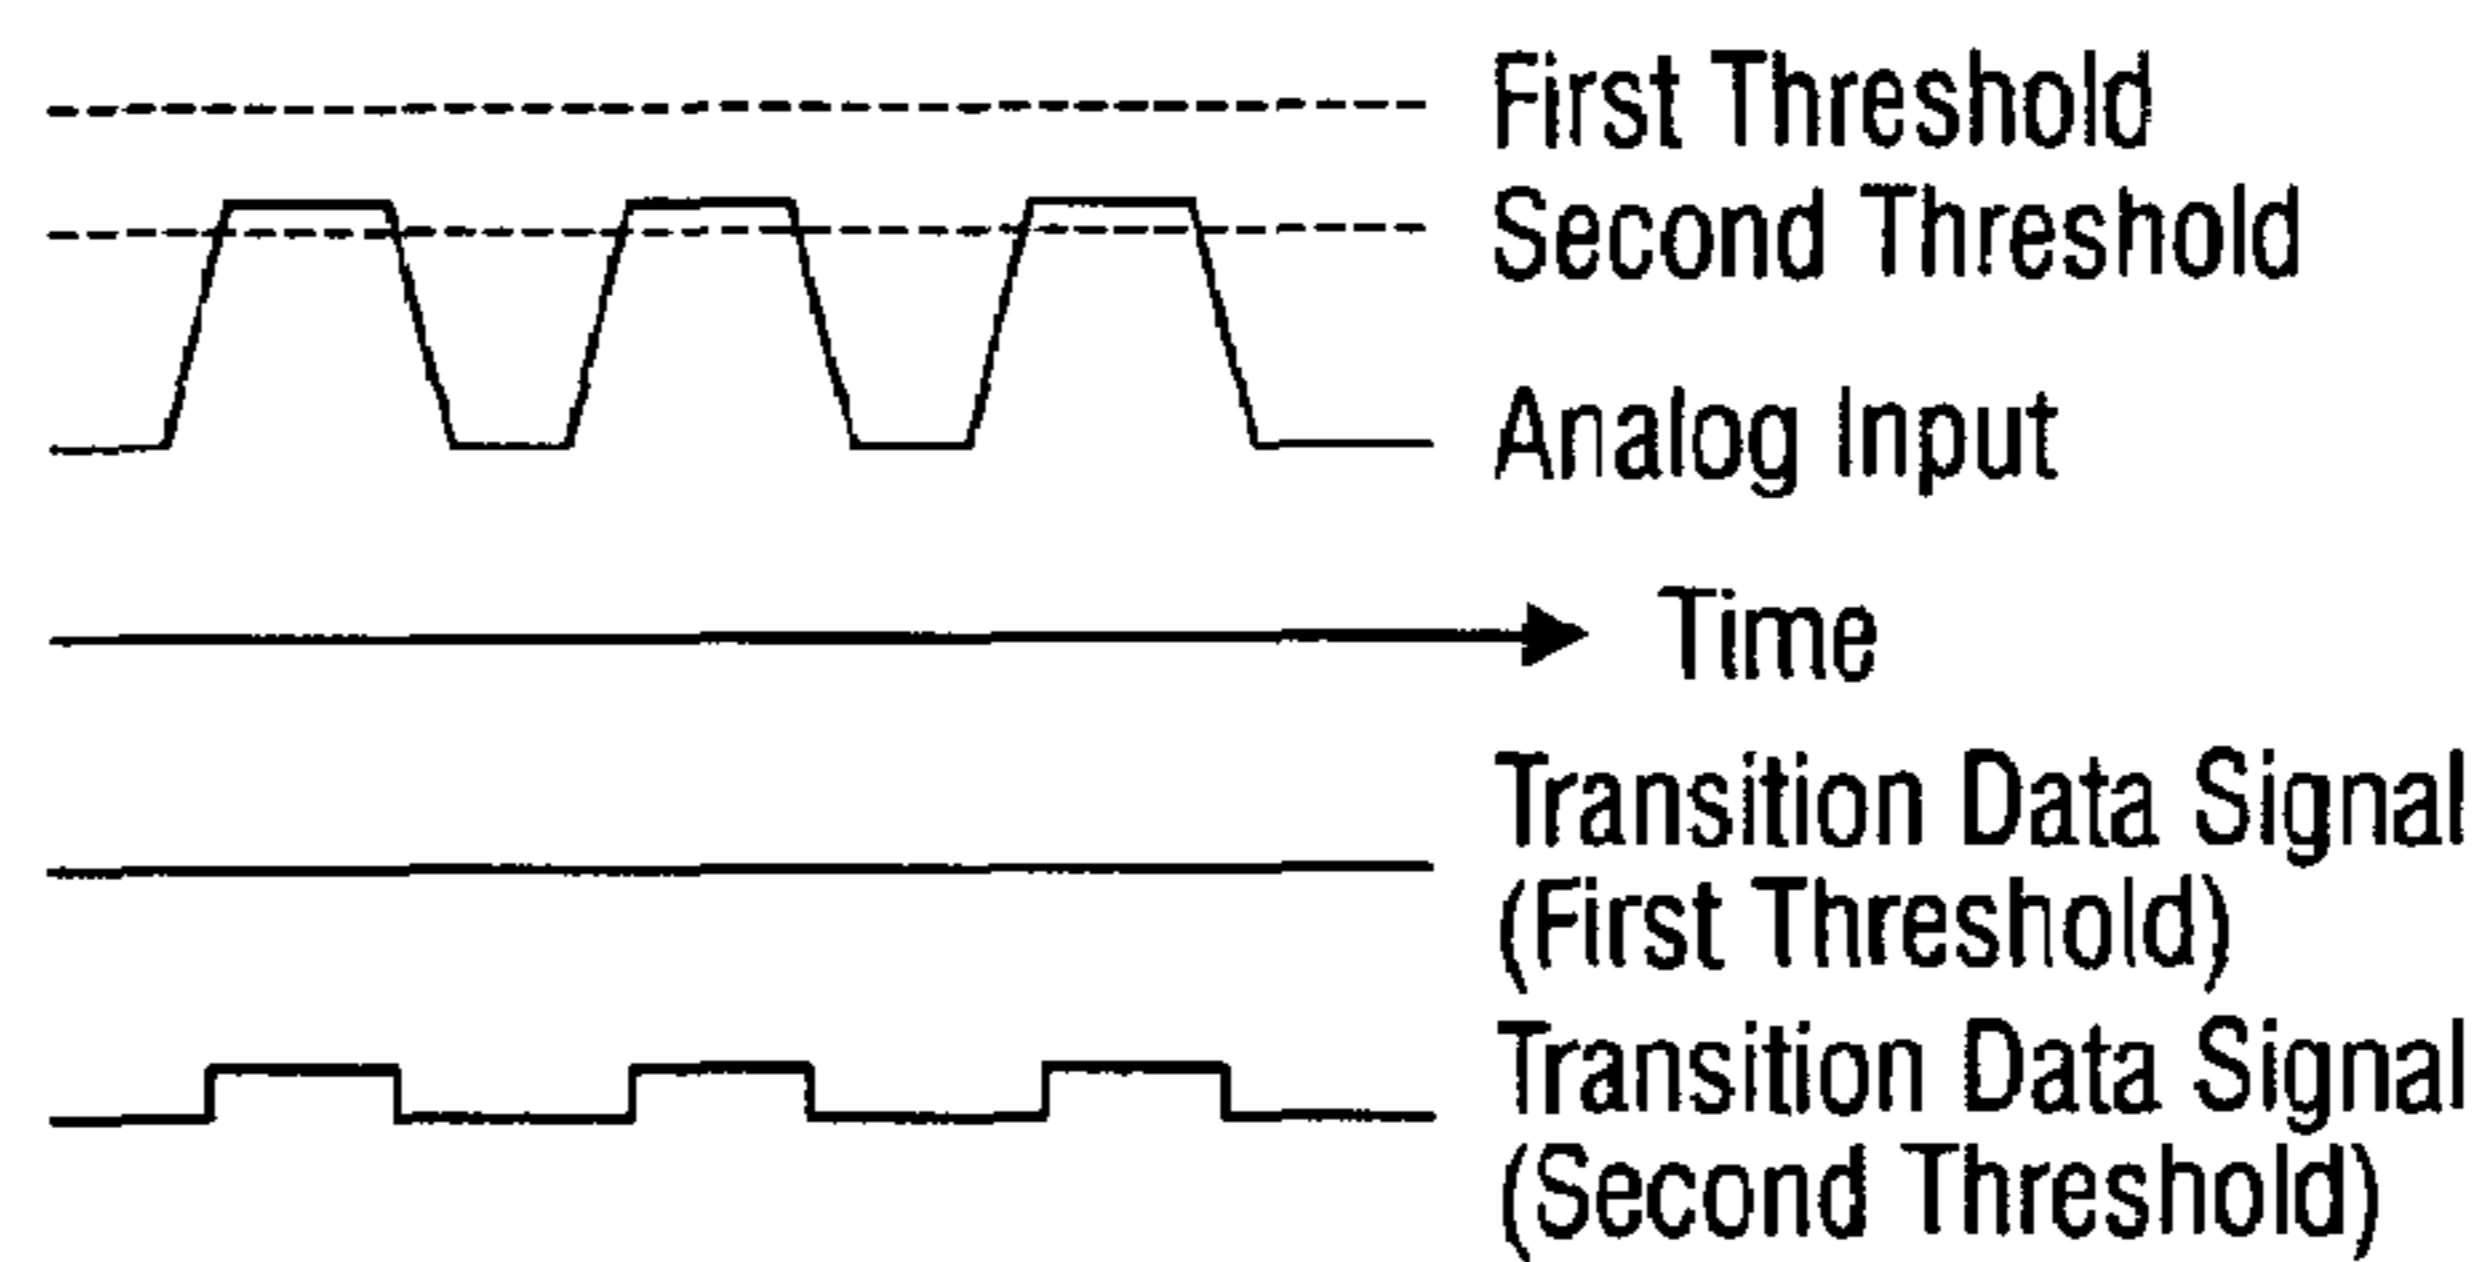 First Threshold
Second Threshold
Analog Input
Time
Transition Data Signal
(First Threshold)
Transition Data Signal
(Second Threshold)